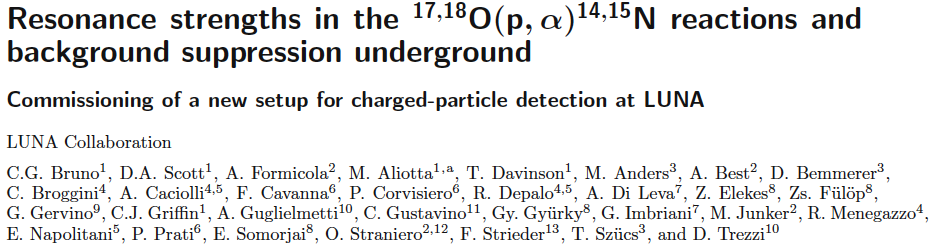 Resonance strengths in the ¹⁷,¹⁸O(p, α)¹⁴,¹⁵N reactions and
background suppression underground
Commissioning of a new setup for charged-particle detection at LUNA
LUNA Collaboration
C.G. Bruno¹, D.A. Scott¹, A. Formicola², M. Aliotta¹,ᵃ, T. Davinson¹, M. Anders³, A. Best², D. Bemmerer³,
C. Broggini⁴, A. Caciolli⁴,⁵, F. Cavanna⁶, P. Corvisiero⁶, R. Depalo⁴,⁵, A. Di Leva⁷, Z. Elekes⁸, Zs. Fülöp⁸,
G. Gervino⁹, C.J. Griffin¹, A. Guglielmetti¹⁰, C. Gustavino¹¹, Gy. Gyürky⁸, G. Imbriani⁷, M. Junker², R. Menegazzo⁴,
E. Napolitani⁵, P. Prati⁶, E. Somorjai⁸, O. Straniero²,¹², F. Strieder¹³, T. Szücs³, and D. Trezzi¹⁰